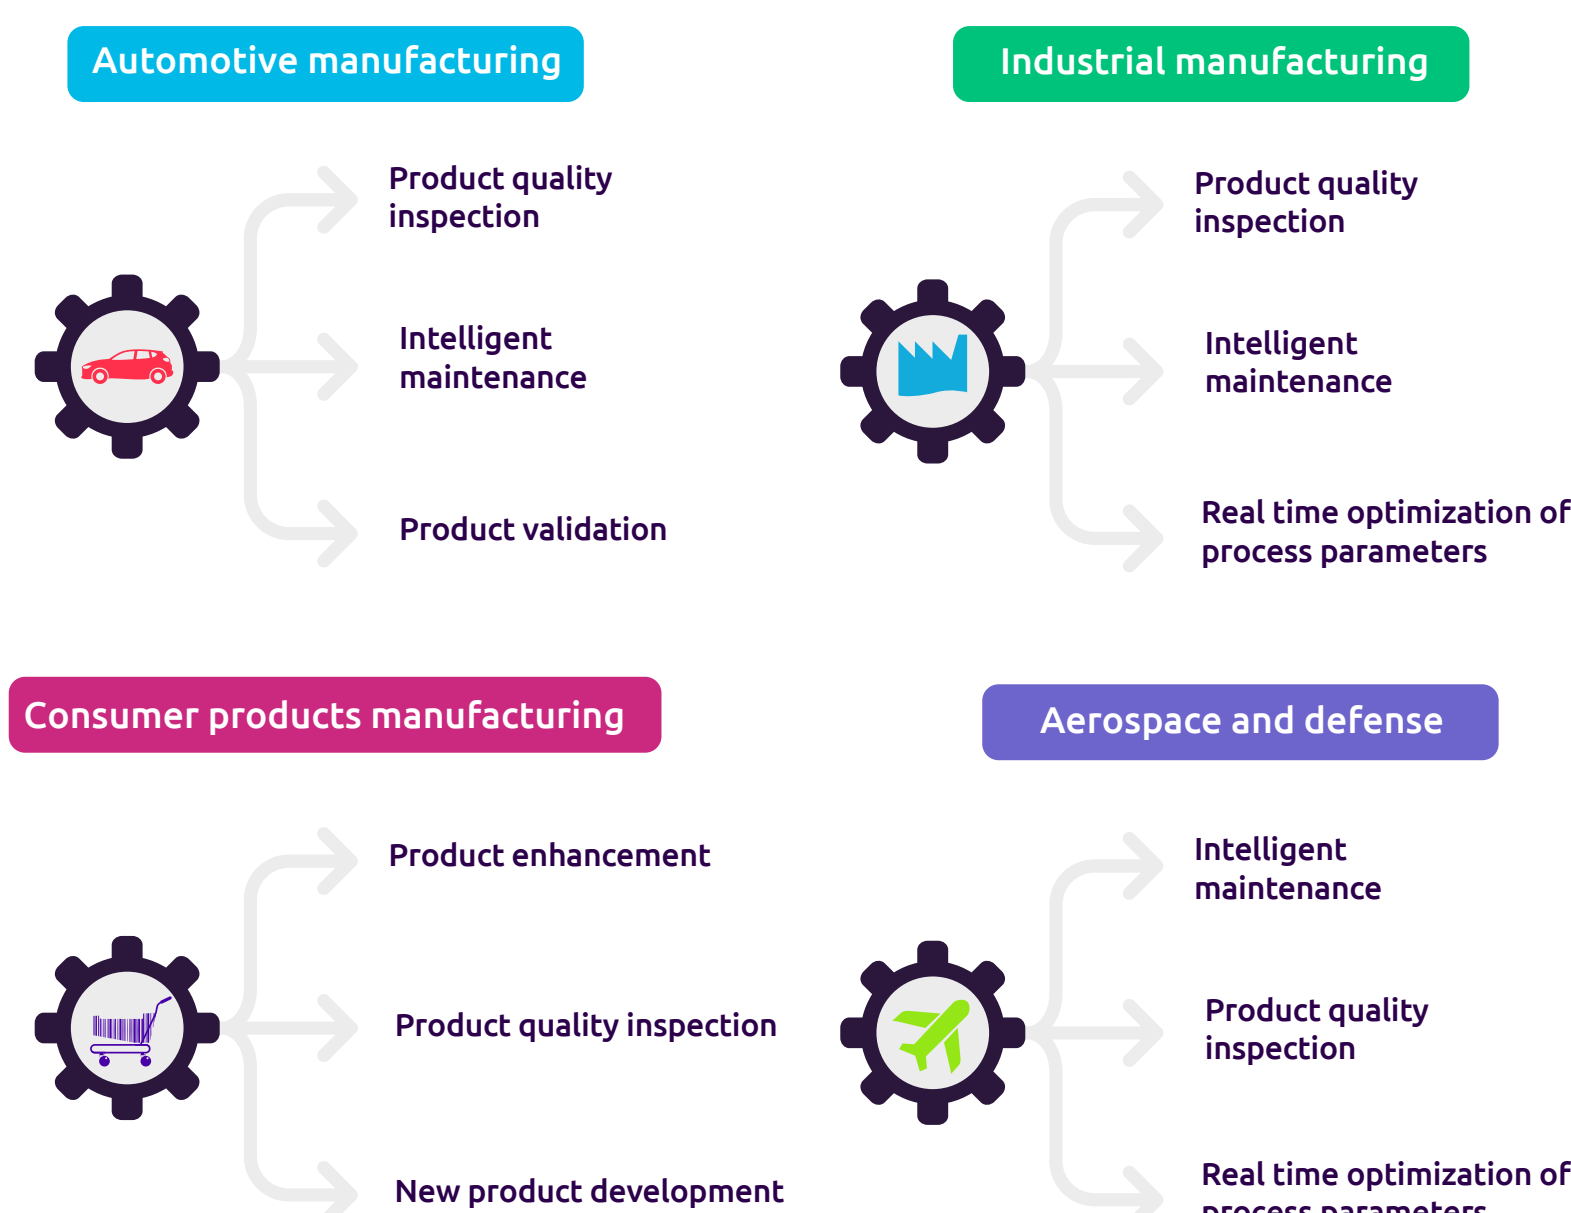 Automotive manufacturing
Product quality
inspection
Intelligent
maintenance
Product validation
Industrial manufacturing
Product quality
inspection
Intelligent
maintenance
Real time optimization of
process parameters
Consumer products manufacturing
Product enhancement
Product quality inspection
New product development
Aerospace and defense
Intelligent
maintenance
Product quality
inspection
Real time optimization of
process parameters